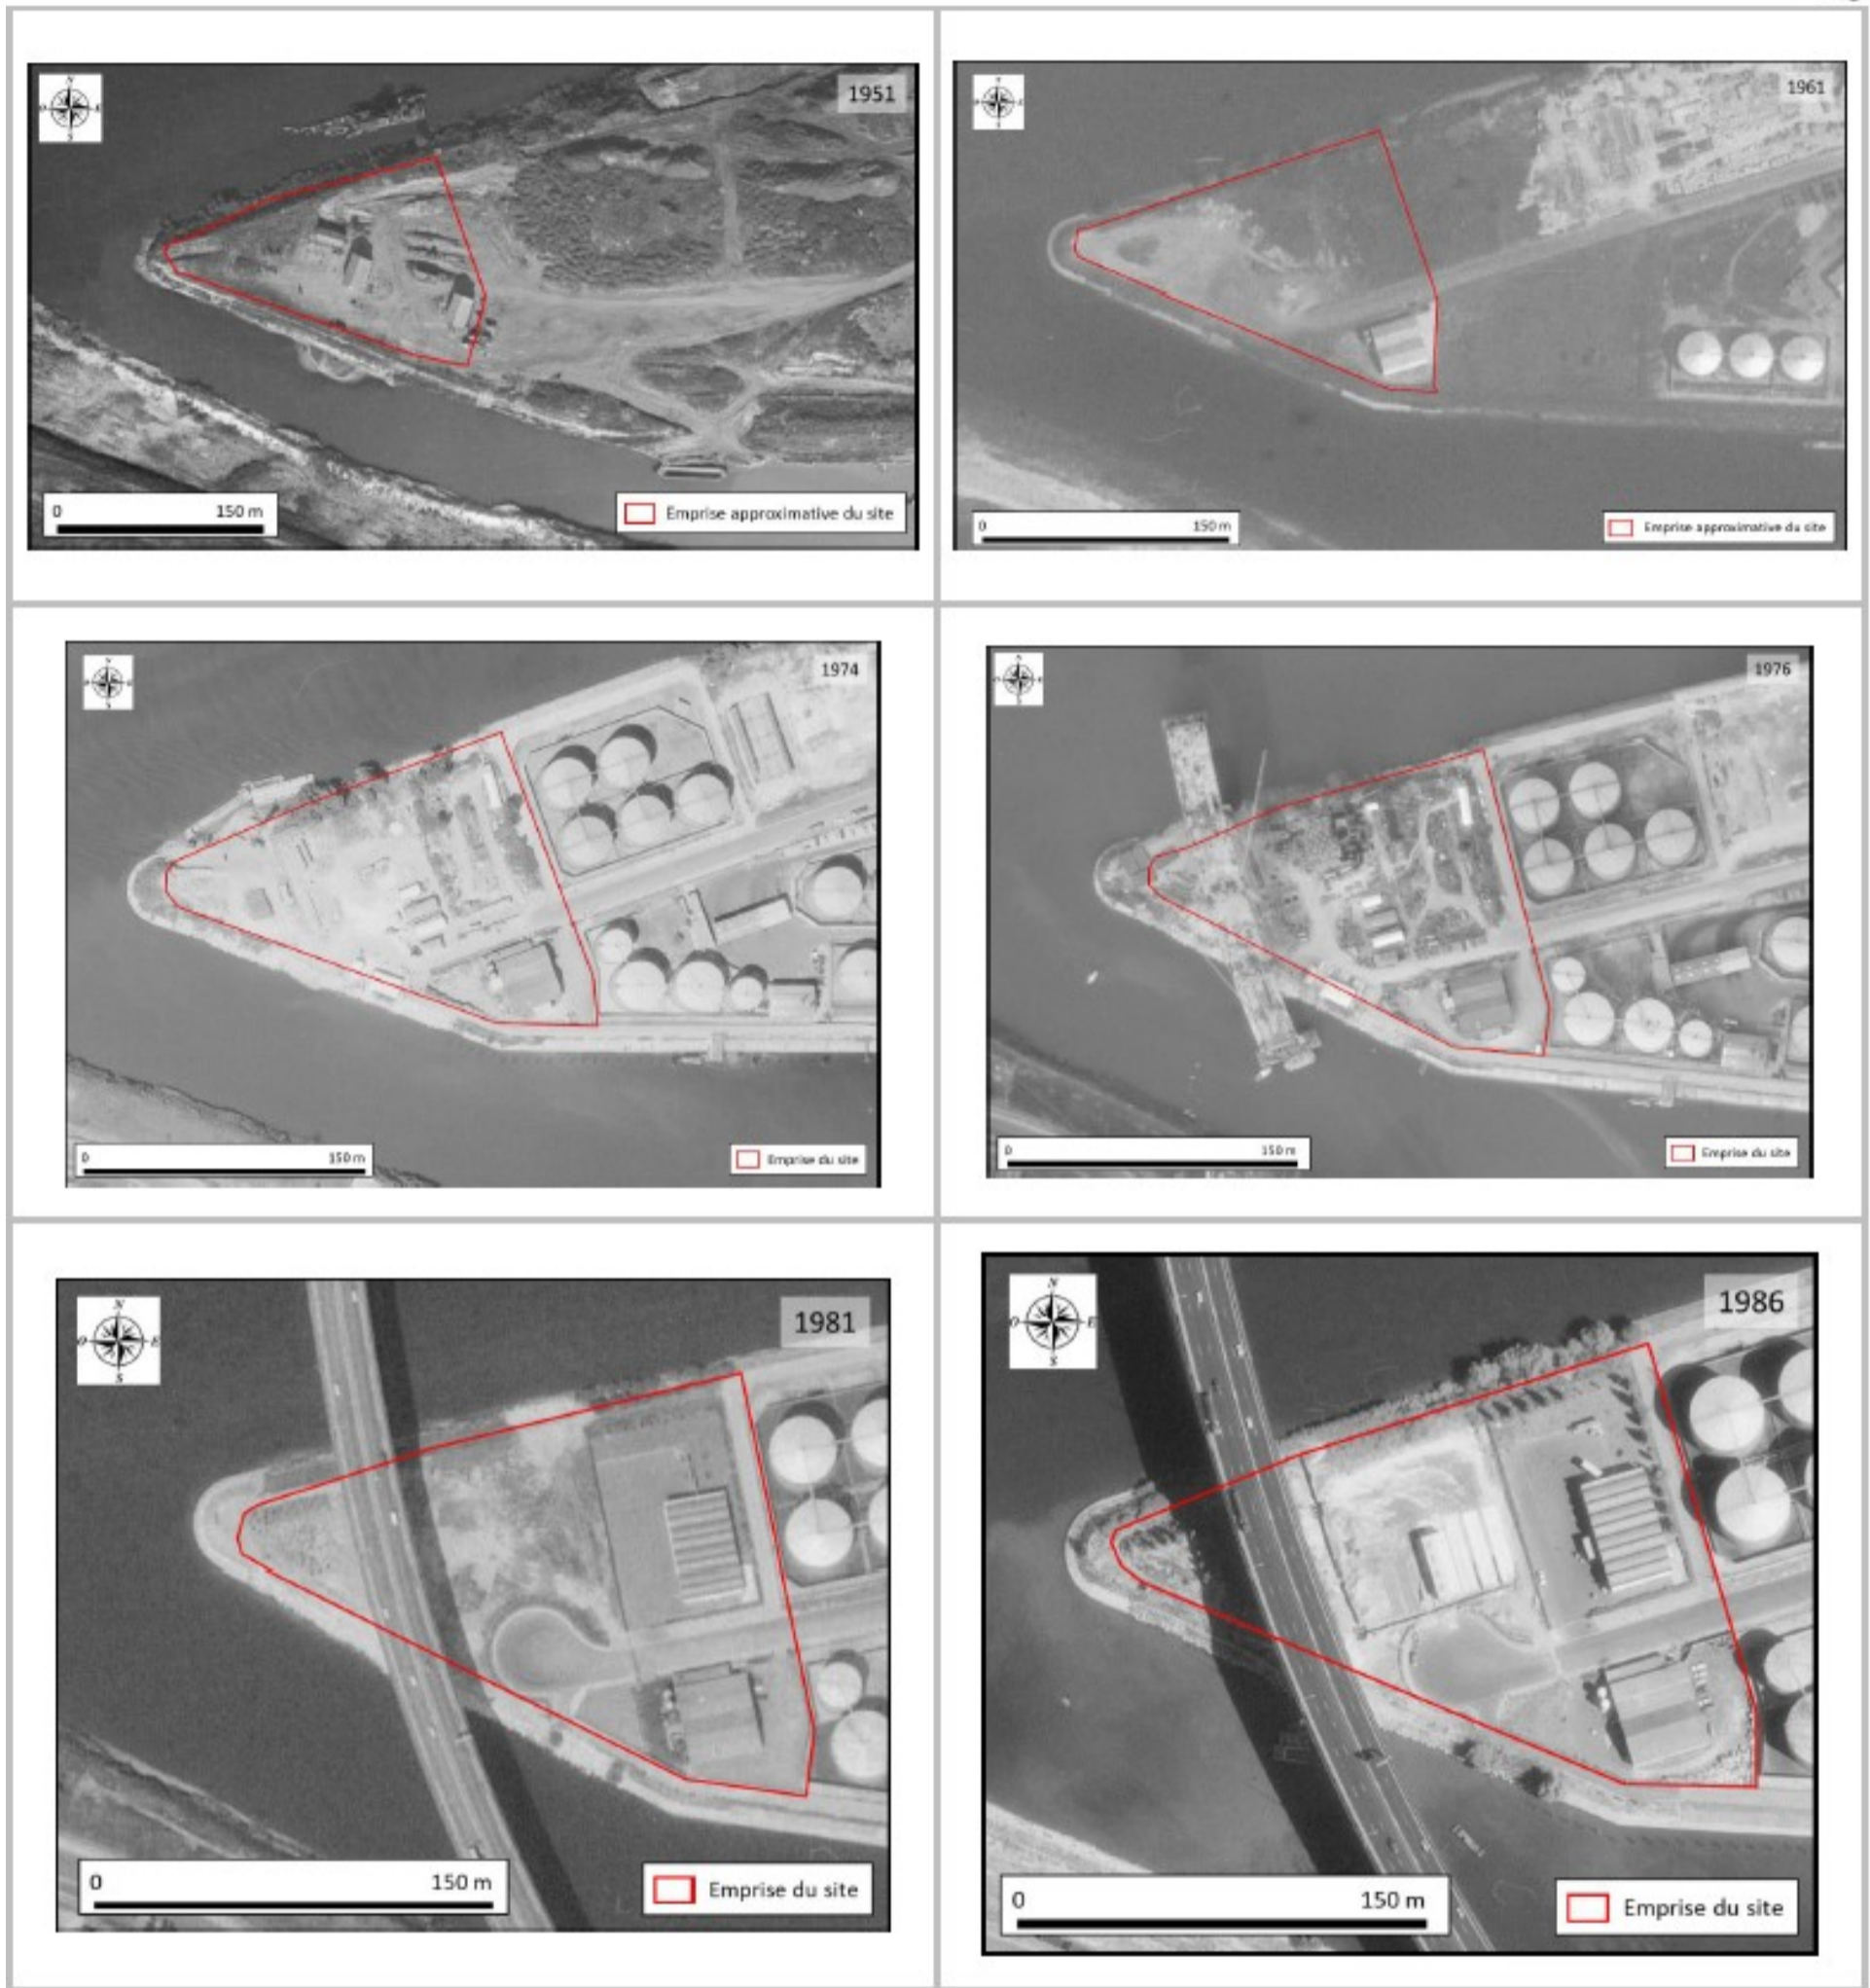 N
O E
S
1951
0 150 m
Emprise approximative du site
1961
0 150 m
Emprise approximative du site
1974
0 150 m
Emprise du site
1976
0 150 m
Emprise du site
N
O E
S
1981
0 150 m
Emprise du site
N
O E
S
1986
0 150 m
Emprise du site